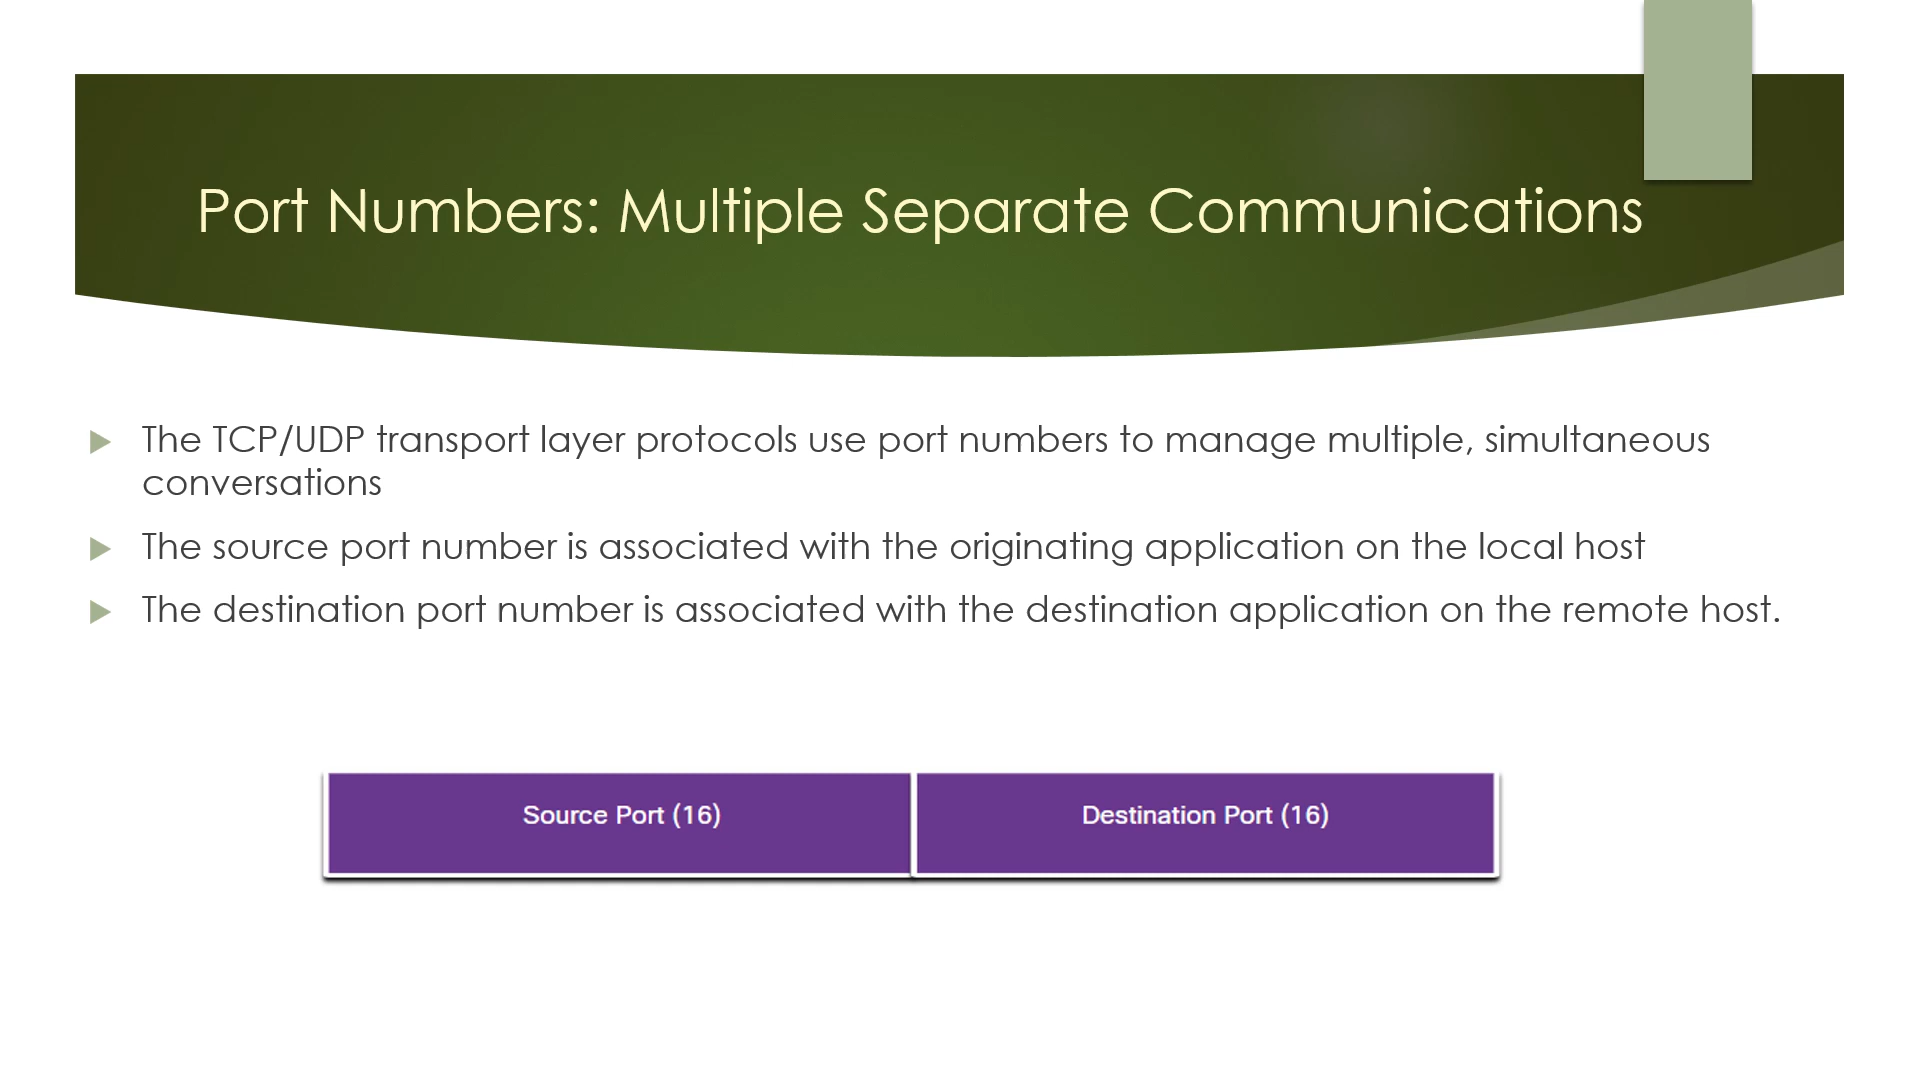 Port Numbers: Multiple Separate Communications
The TCP/UDP transport layer protocols use port numbers to manage multiple, simultaneous
conversations
The source port number is associated with the originating application on the local host
The destination port number is associated with the destination application on the remote host.
Source Port (16)
Destination Port (16)